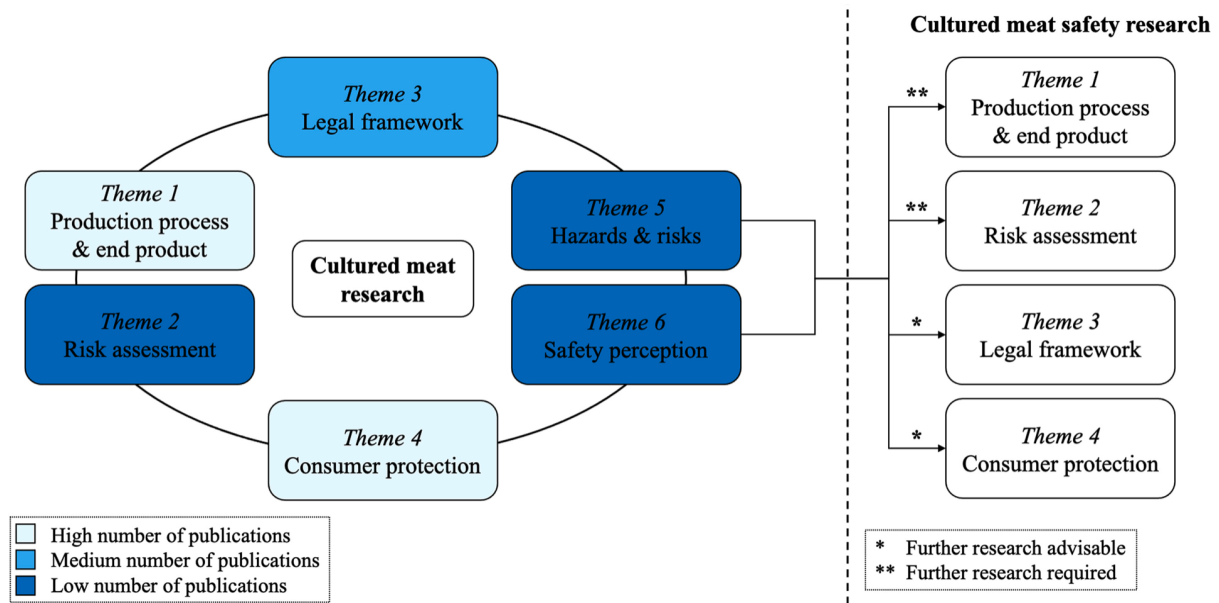 Cultured meat safety research
Theme 3
Legal framework
Theme 1
Production process
& end product
Theme 5
Hazards & risks
Cultured meat
research
Theme 2
Risk assessment
Theme 6
Safety perception
Theme 4
Consumer protection
High number of publications
Medium number of publications
Low number of publications
**
Theme 1
Production process
& end product
**
Theme 2
Risk assessment
*
Theme 3
Legal framework
*
Theme 4
Consumer protection
* Further research advisable
** Further research required